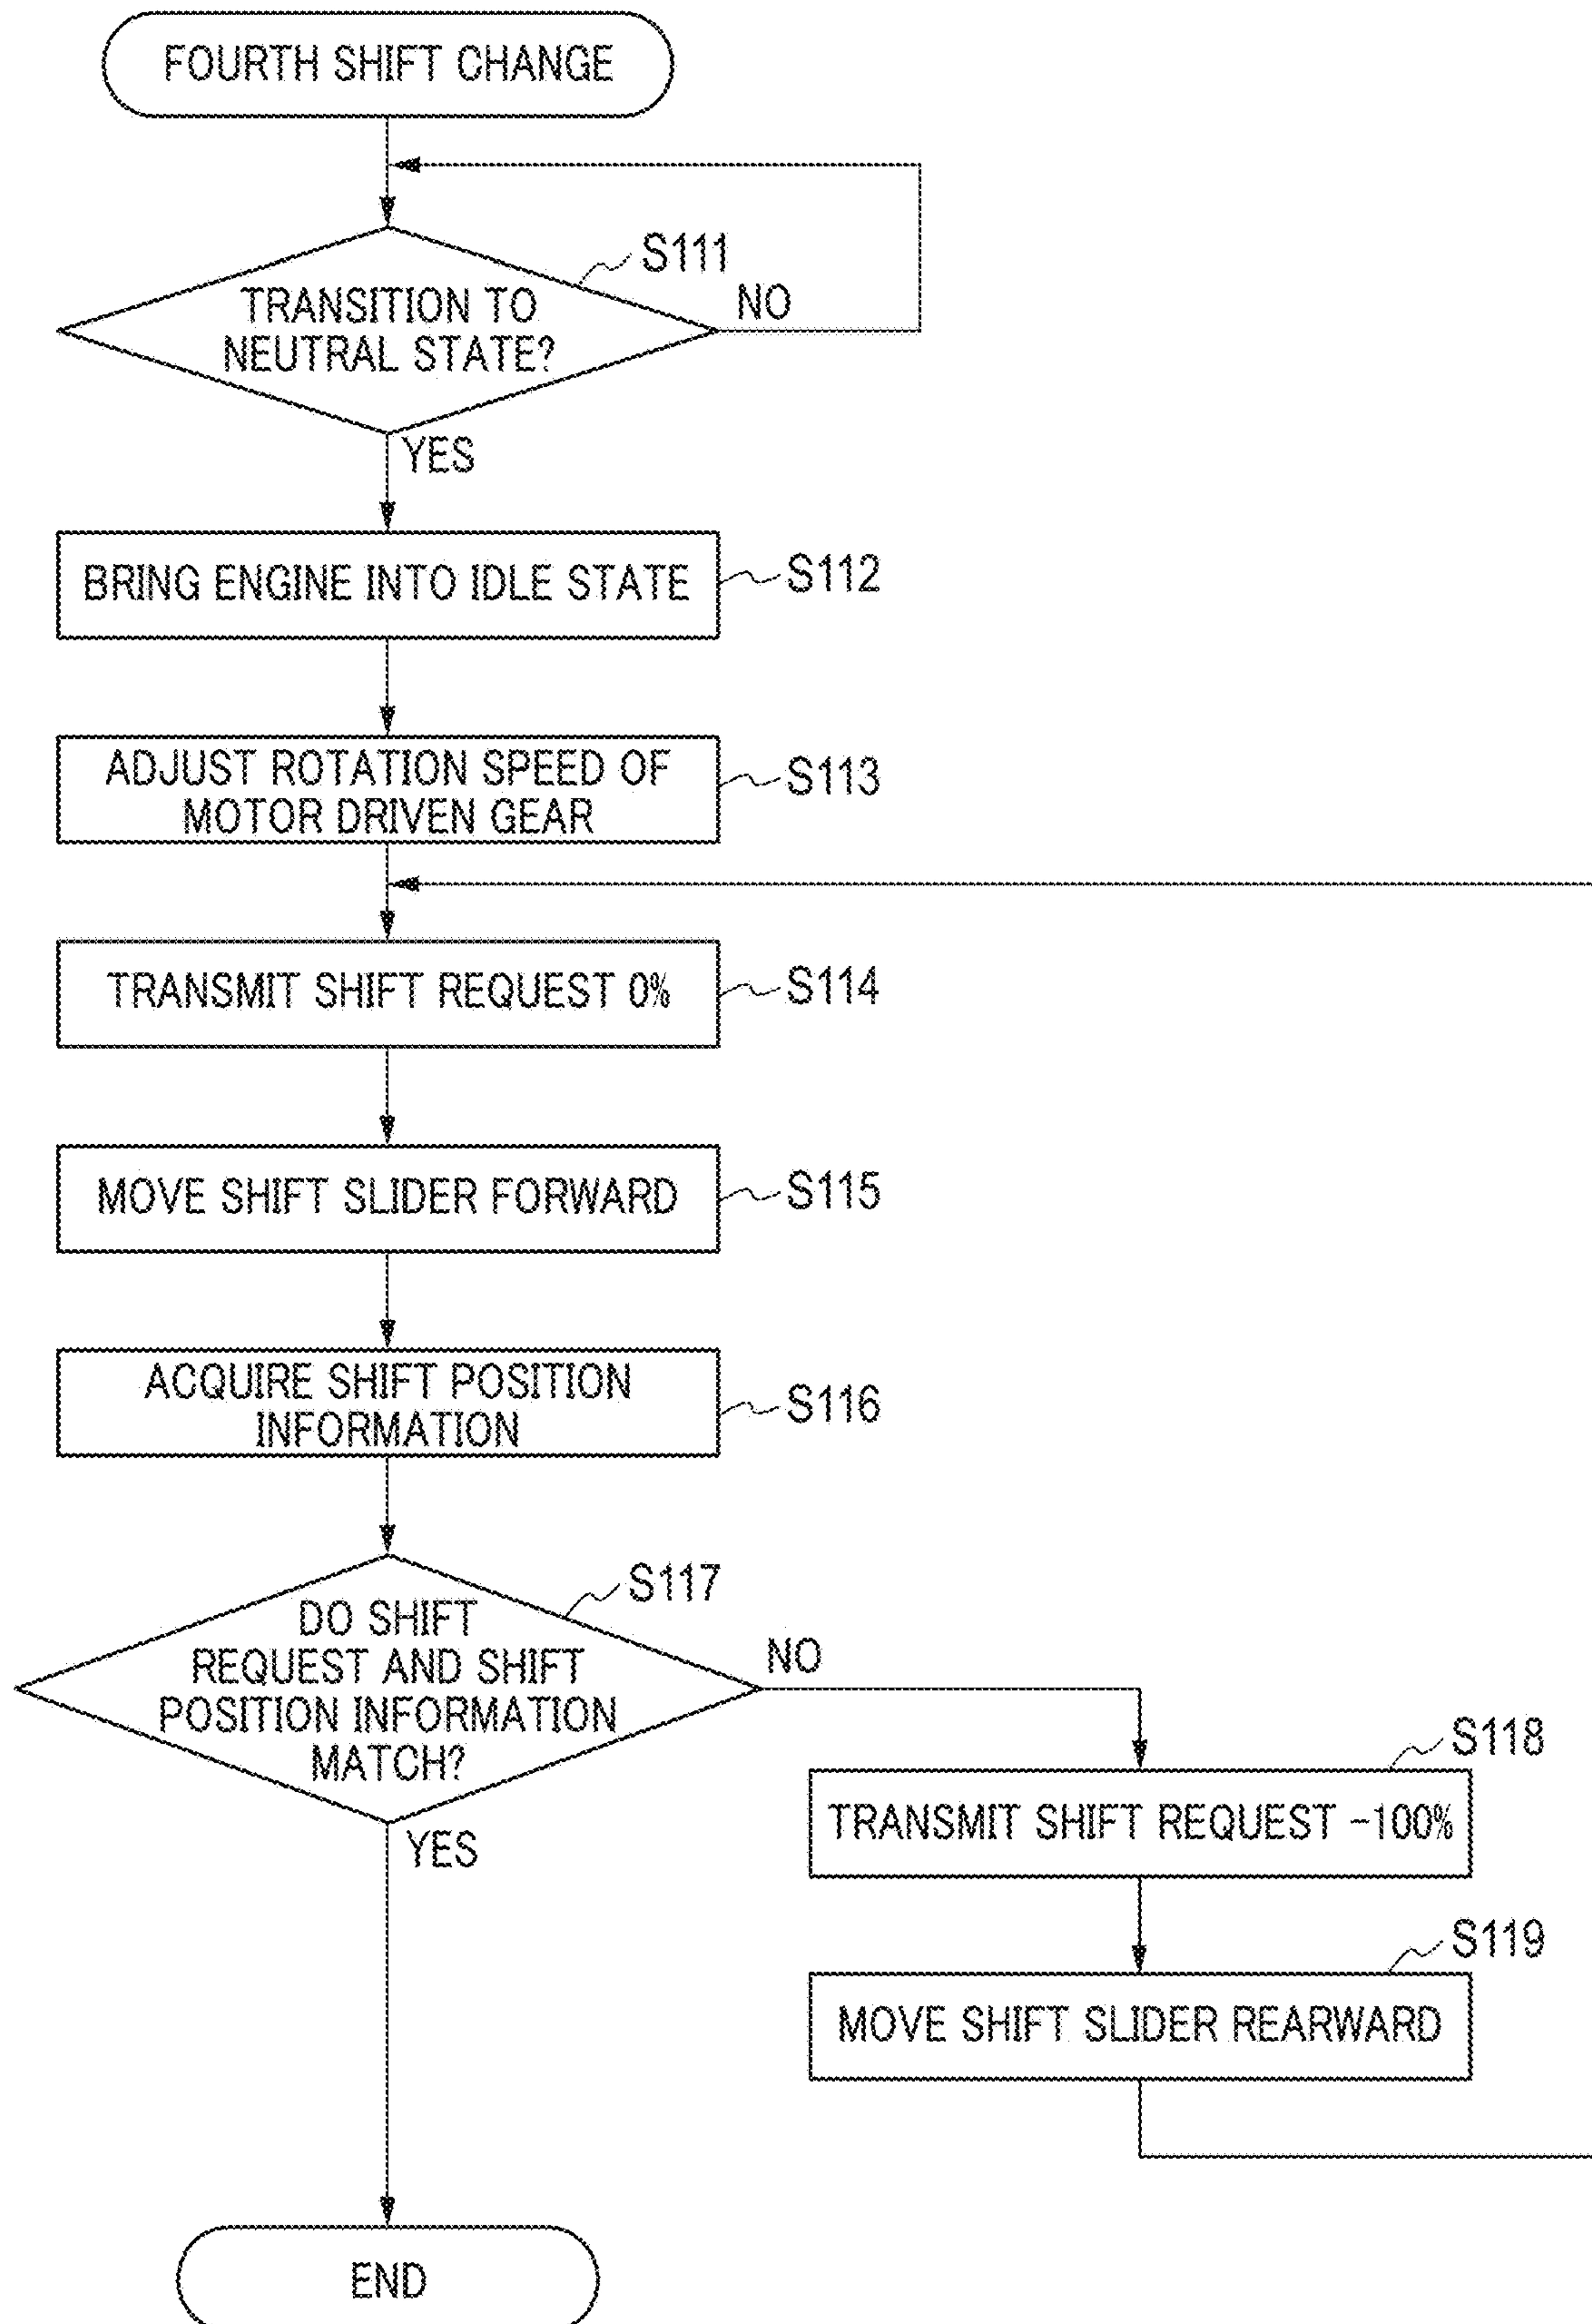 FOURTH SHIFT CHANGE
S111
TRANSITION TO
NEUTRAL STATE?
NO
YES
BRING ENGINE INTO IDLE STATE
S112
ADJUST ROTATION SPEED OF
MOTOR DRIVEN GEAR
S113
TRANSMIT SHIFT REQUEST 0%
S114
MOVE SHIFT SLIDER FORWARD
S115
ACQUIRE SHIFT POSITION
INFORMATION
S116
S117
DO SHIFT
REQUEST AND SHIFT
POSITION INFORMATION
MATCH?
NO
YES
S118
TRANSMIT SHIFT REQUEST -100%
S119
MOVE SHIFT SLIDER REARWARD
END